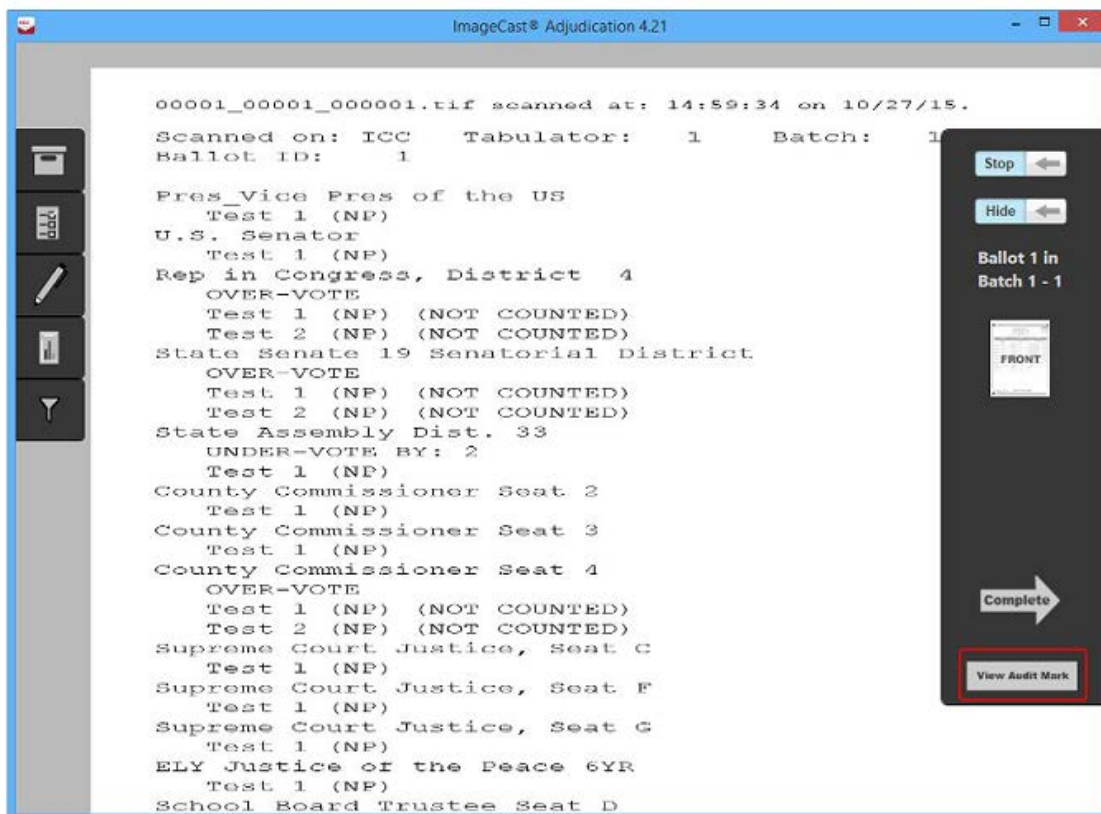 ImageCast® Adjudication 4.21
00001_00001_000001.tif scanned at: 14:59:34 on 10/27/15.
Scanned on: ICC Tabulator: 1 Batch: 1
Ballot ID: 1
Pres_Vice Pres of the US
Test 1 (NP)
U.S. Senator
Test 1 (NP)
Rep in Congress, District 4
OVER-VOTE
Test 1 (NP) (NOT COUNTED)
Test 2 (NP) (NOT COUNTED)
State Senate 19 Senatorial District
OVER-VOTE
Test 1 (NP) (NOT COUNTED)
Test 2 (NP) (NOT COUNTED)
State Assembly Dist. 33
UNDER-VOTE BY: 2
Test 1 (NP)
County Commissioner Seat 2
Test 1 (NP)
County Commissioner Seat 3
Test 1 (NP)
County Commissioner Seat 4
OVER-VOTE
Test 1 (NP) (NOT COUNTED)
Test 2 (NP) (NOT COUNTED)
Supreme Court Justice, Seat C
Test 1 (NP)
Supreme Court Justice, Seat F
Test 1 (NP)
Supreme Court Justice, Seat G
Test 1 (NP)
ELY Justice of the Peace 6YR
Test 1 (NP)
School Board Trustee Seat D
Stop
Hide
Ballot 1 in
Batch 1 - 1
FRONT
Complete
View Audit Mark